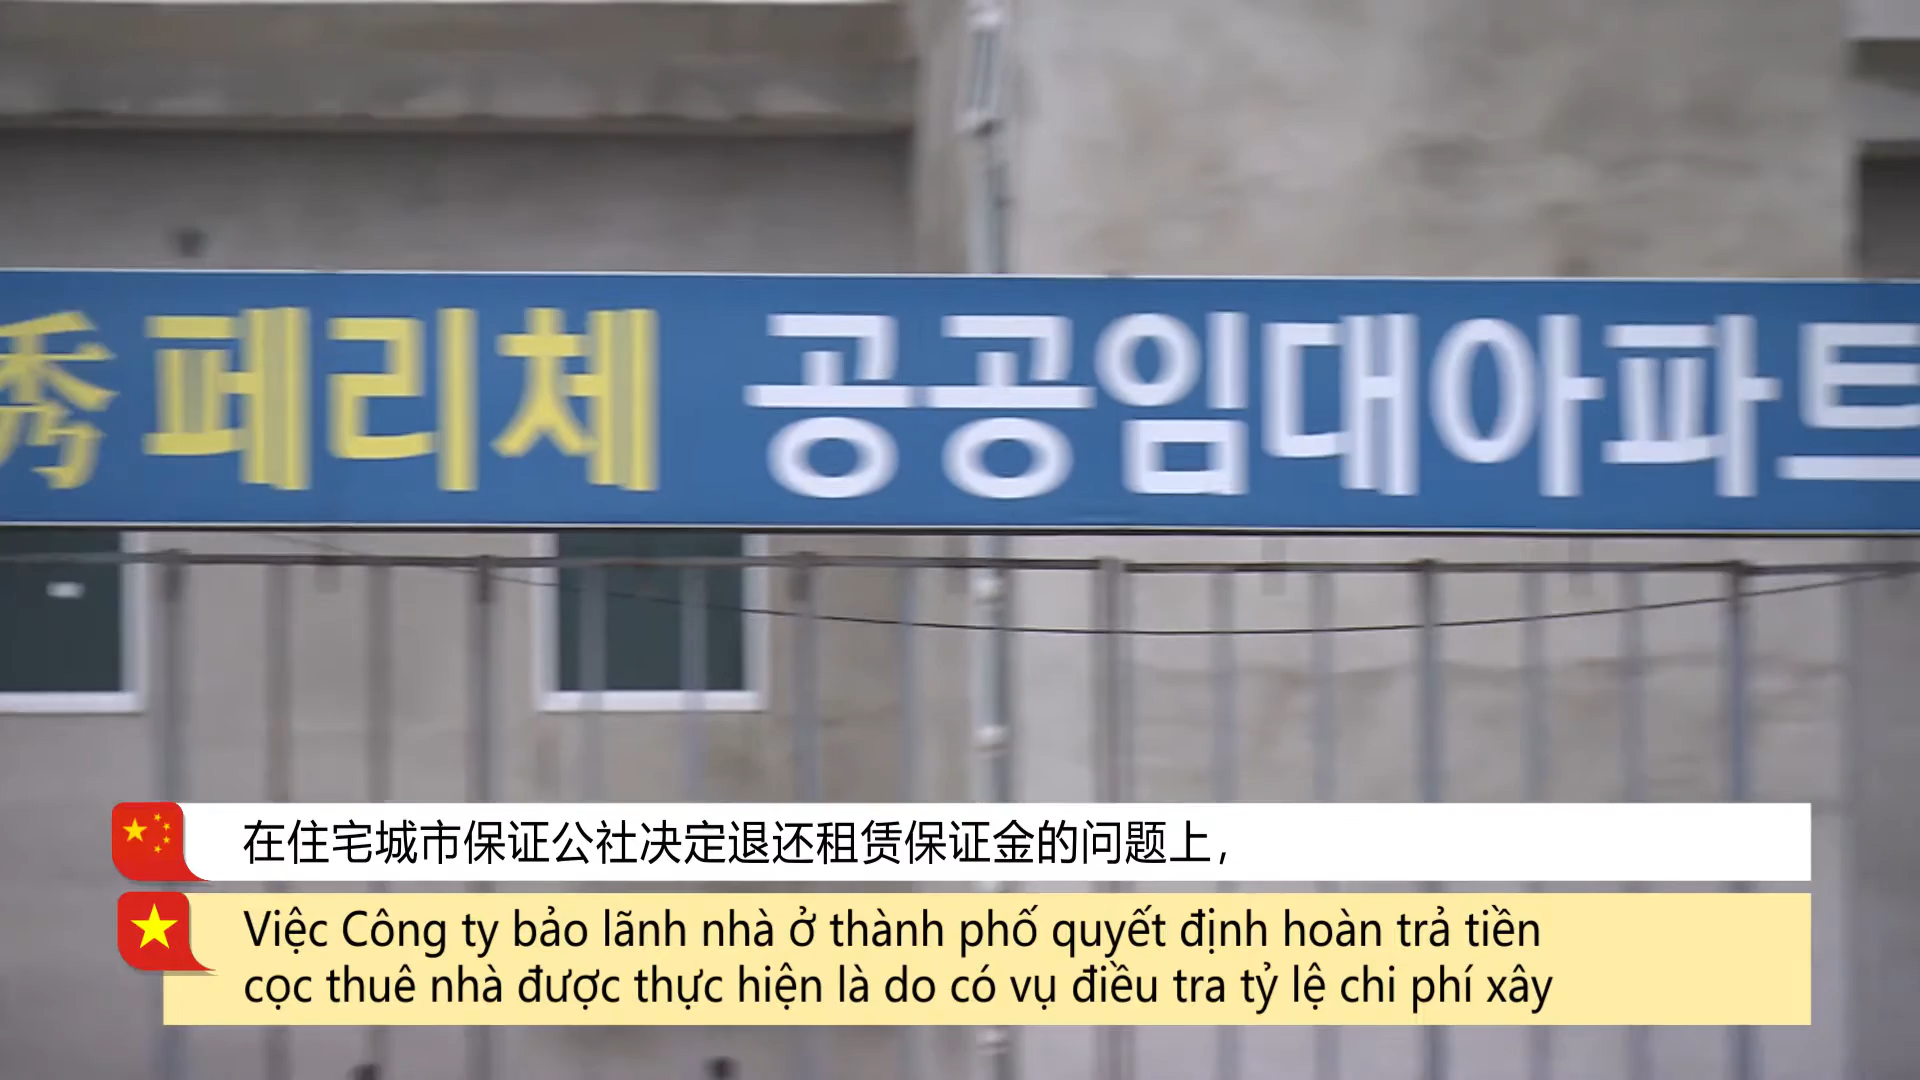 秀 페리체 공공임대아파트
在住宅城市保证公社决定退还租赁保证金的问题上，
Việc Công ty bảo lãnh nhà ở thành phố quyết định hoàn trả tiền
cọc thuê nhà được thực hiện là do có vụ điều tra tỷ lệ chi phí xây